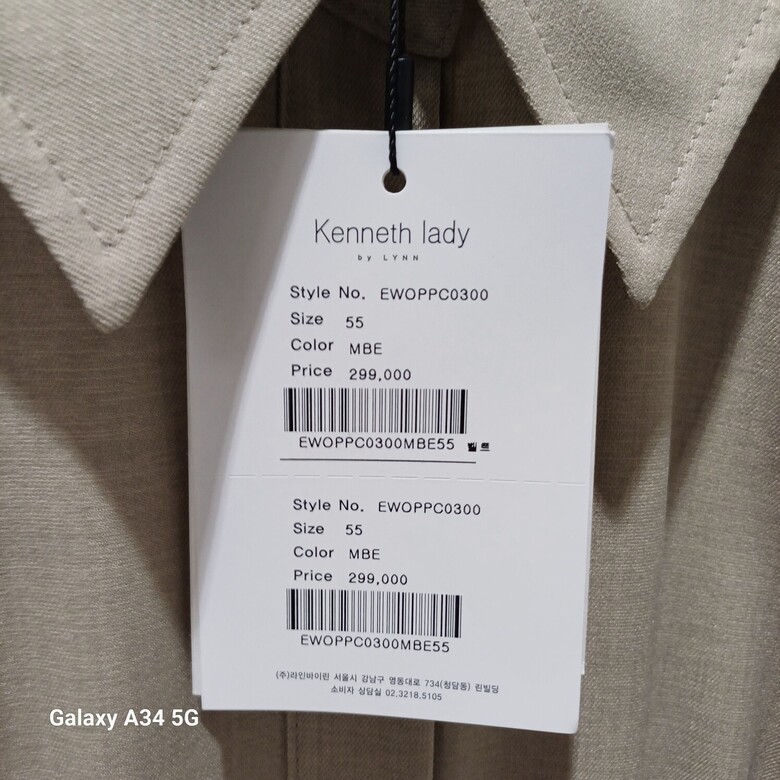 Kenneth lady
by LYNN
Style No. EWOPPC0300
Size 55
Color MBE
Price 299,000
EWOPPC0300MBE55 벨트
Style No. EWOPPC0300
Size 55
Color MBE
Price 299,000
EWOPPC0300MBE55
(주)라인바이린 서울시 강남구 영동대로 734(청담동) 린빌딩
소비자 상담실 02.3218.5105
Galaxy A34 5G